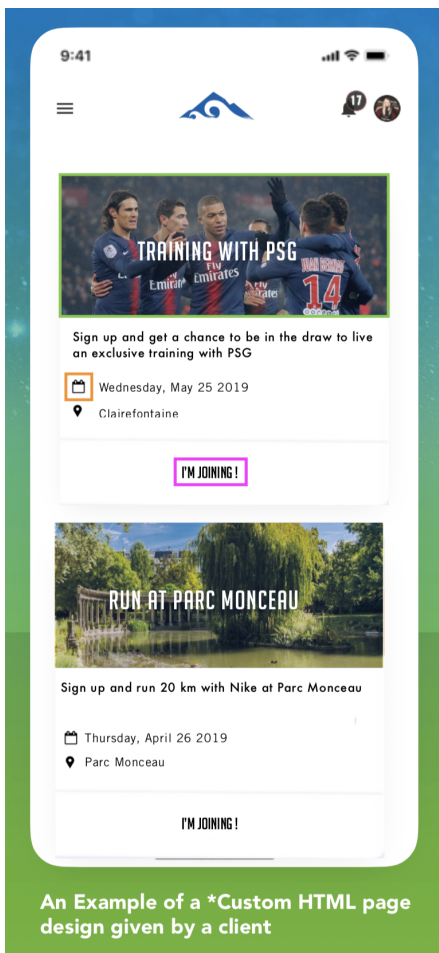 9:41
17
TRAINING WITH PSG
Fly
Emirates
Fly
Emirates
JUAN BERNAT
14
Sign up and get a chance to be in the draw to live
an exclusive training with PSG
Wednesday, May 25 2019
Clairefontaine
I'M JOINING !
RUN AT PARC MONCEAU
Sign up and run 20 km with Nike at Parc Monceau
Thursday, April 26 2019
Parc Monceau
I'M JOINING !
An Example of a *Custom HTML page
design given by a client